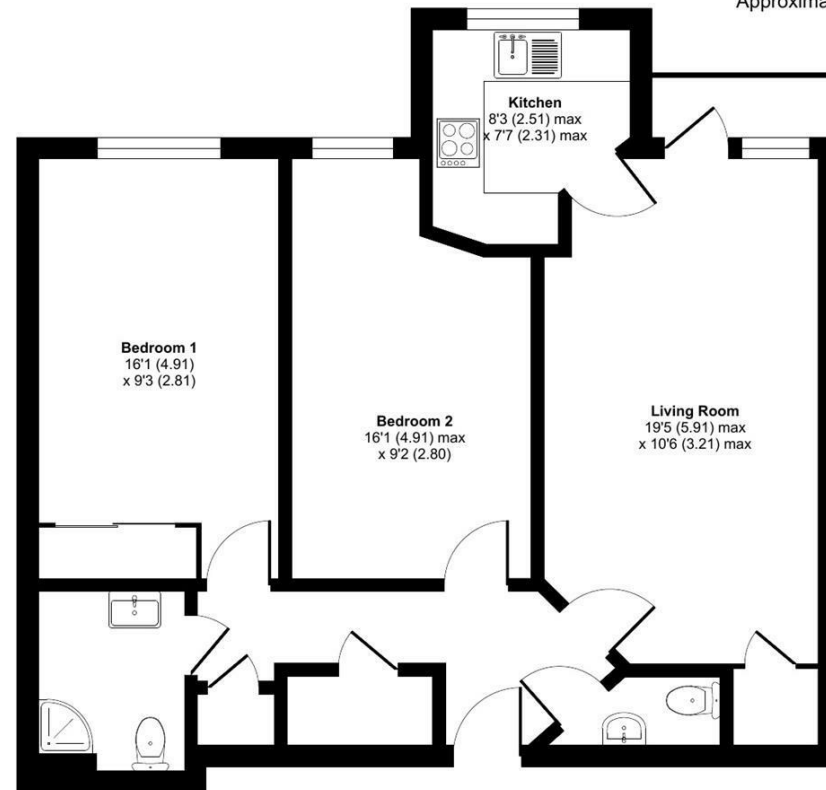 Approxima
Kitchen
8'3 (2.51) max
x 7'7 (2.31) max
Bedroom 1
16'1 (4.91)
x 9'3 (2.81)
Bedroom 2
16'1 (4.91) max
x 9'2 (2.80)
Living Room
19'5 (5.91) max
x 10'6 (3.21) max